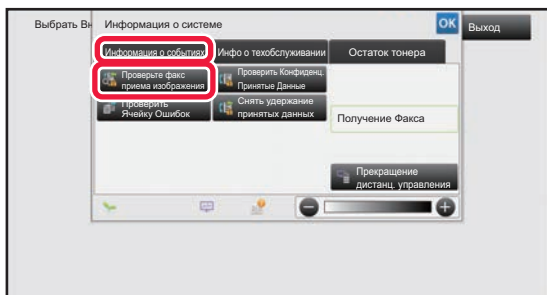 Выбрать Вн
Информация о системе
OK
Выход
Информация о событиях
Инфо о техобслуживании
Остаток тонера
Проверьте факс
приема изображения
Проверить Конфиденц.
Принятые Данные
Проверить
Ячейку Ошибок
Снять удержание
принятых данных
Получение Факса
Прекращение
дистанц. управления